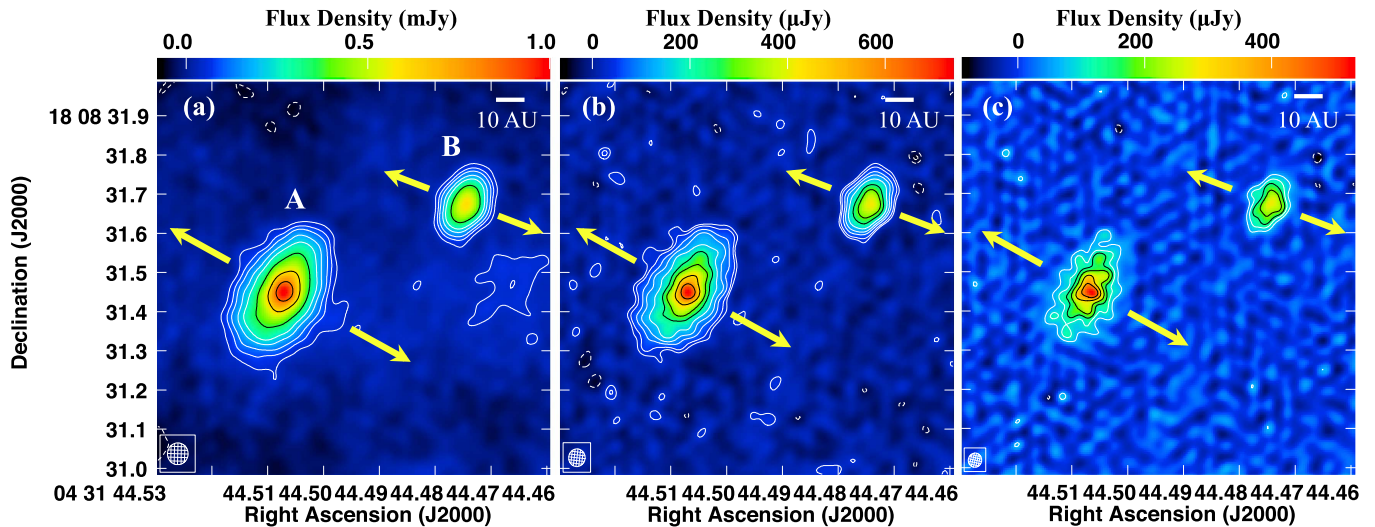 Flux Density (mJy) Flux Density (μJy) Flux Density (μJy)
0.0 0.5 1.0 0 200 400 600 0 200 400
(a) (b) (c)
10 AU 10 AU 10 AU
B
A
18 08 31.9
31.8
31.7
31.6
31.5
31.4
31.3
31.2
31.1
31.0
Declination (J2000)
04 31 44.53 44.51 44.50 44.49 44.48 44.47 44.46 44.51 44.50 44.49 44.48 44.47 44.46 44.51 44.50 44.49 44.48 44.47 44.46
Right Ascension (J2000) Right Ascension (J2000) Right Ascension (J2000)